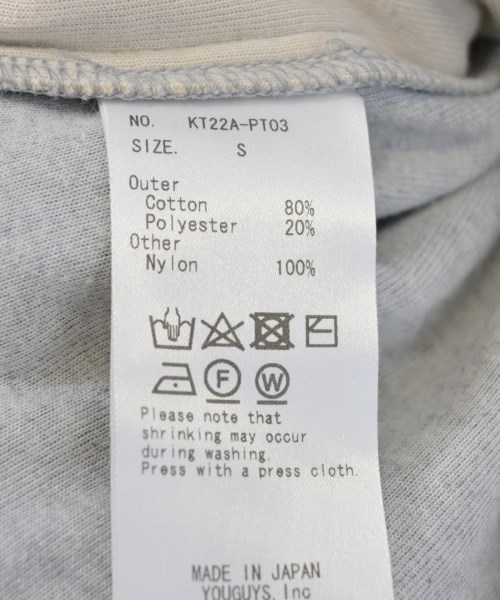 NO. KT22A-PT03
SIZE. S
Outer
Cotton 80%
Polyester 20%
Other
Nylon 100%
F W
Please note that
shrinking may occur
during washing.
Press with a press cloth.
MADE IN JAPAN
YOUGUYS, Inc